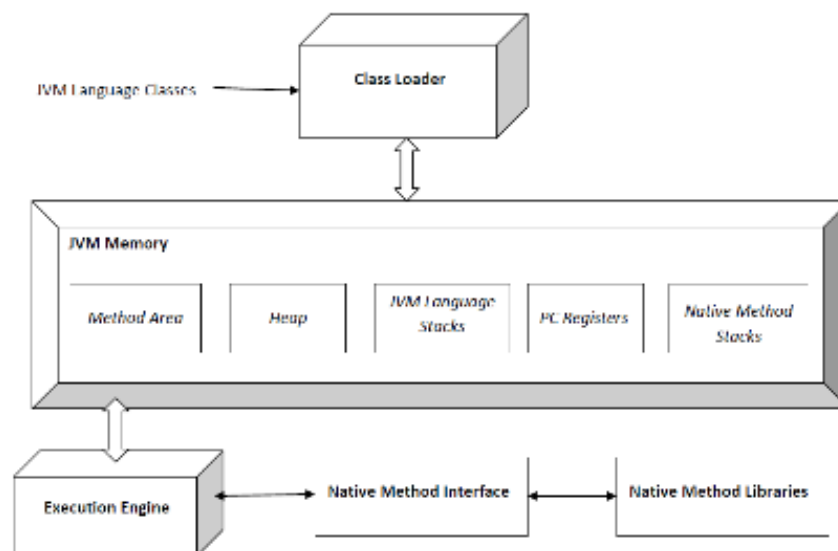 Class Loader
JVM Language Classes
JVM Memory
Method Area
Heap
JVM Language
Stacks
PC Registers
Native Method
Stacks
Execution Engine
Native Method Interface
Native Method Libraries